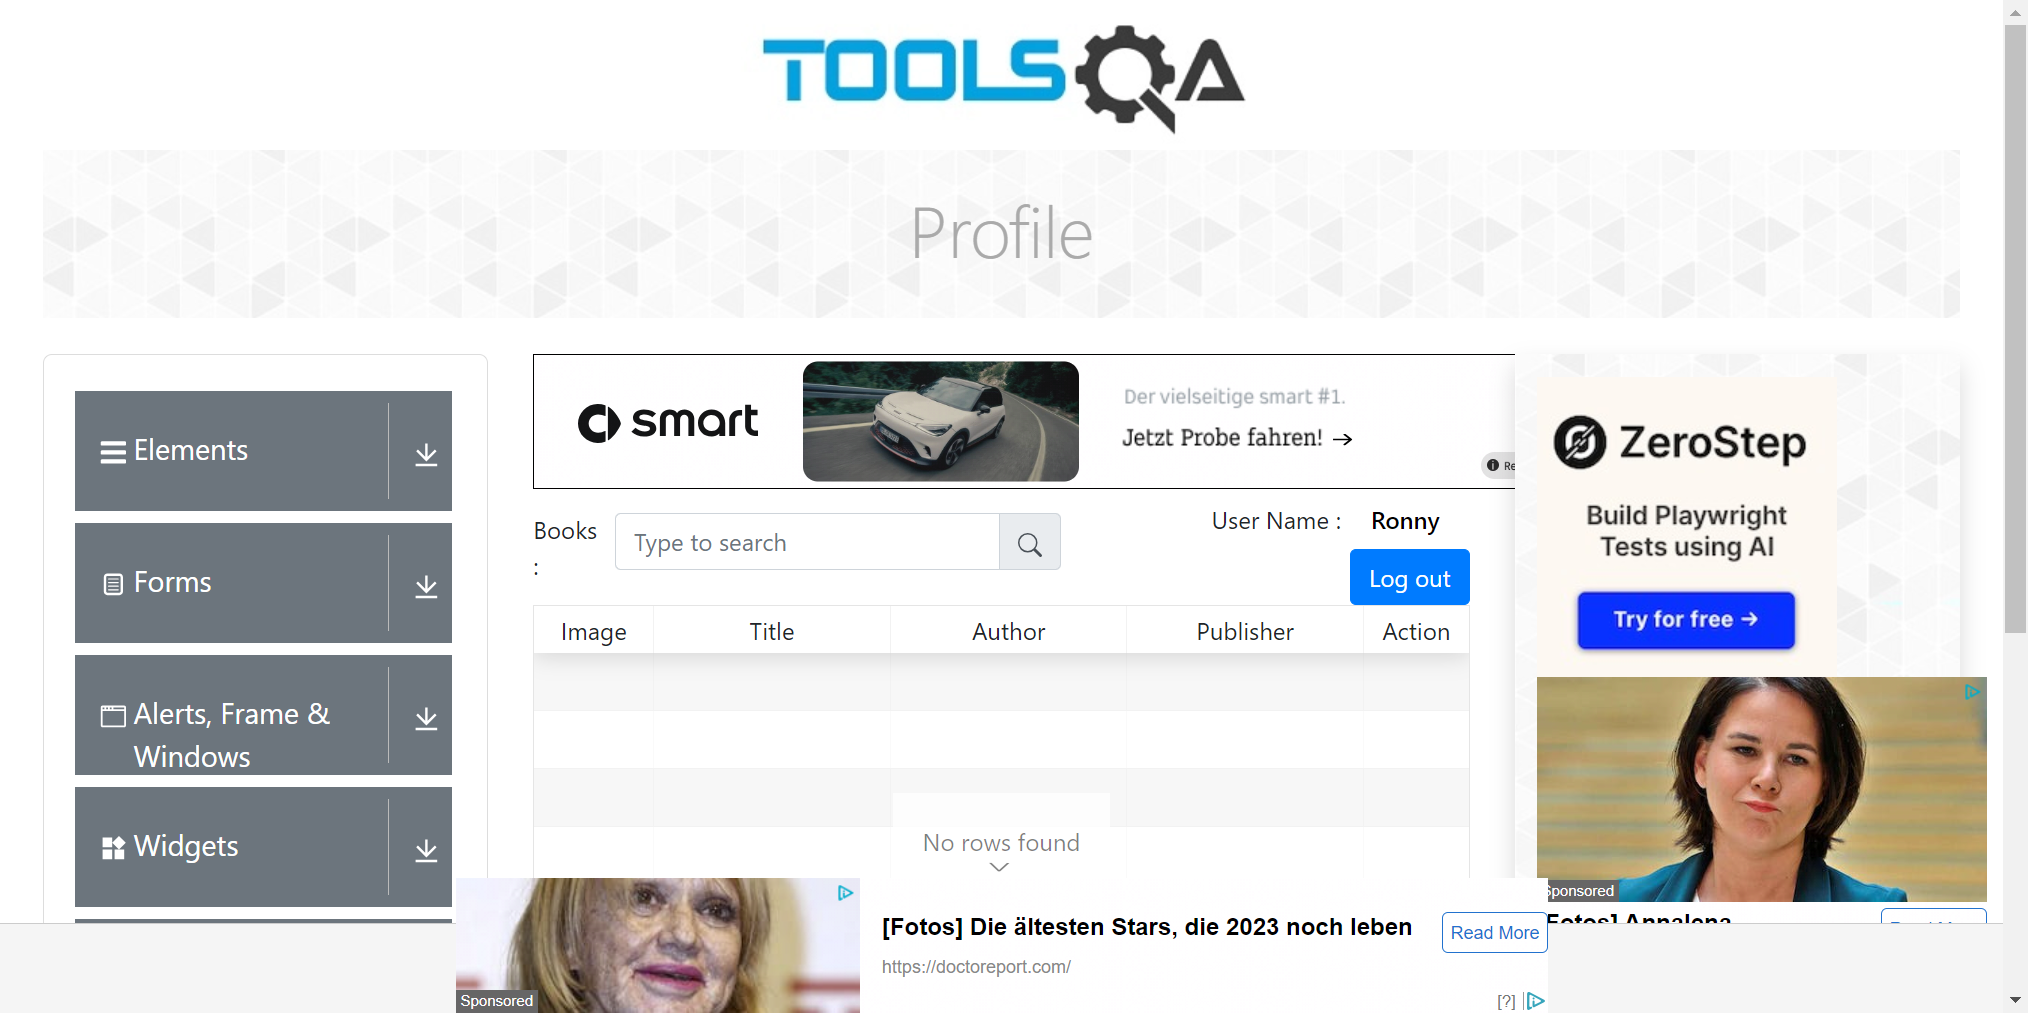 TOOLSQA
Profile
Elements
Forms
Alerts, Frame &
Windows
Widgets
smart
Der vielseitige smart #1.
Jetzt Probe fahren! →
Re
Books
:
Type to search
User Name :
Ronny
Log out
Image
Title
Author
Publisher
Action
No rows found
ZeroStep
Build Playwright
Tests using AI
Try for free →
Sponsored
[Fotos] Annalena
Sponsored
[Fotos] Die ältesten Stars, die 2023 noch leben
https://doctoreport.com/
Read More
[?]